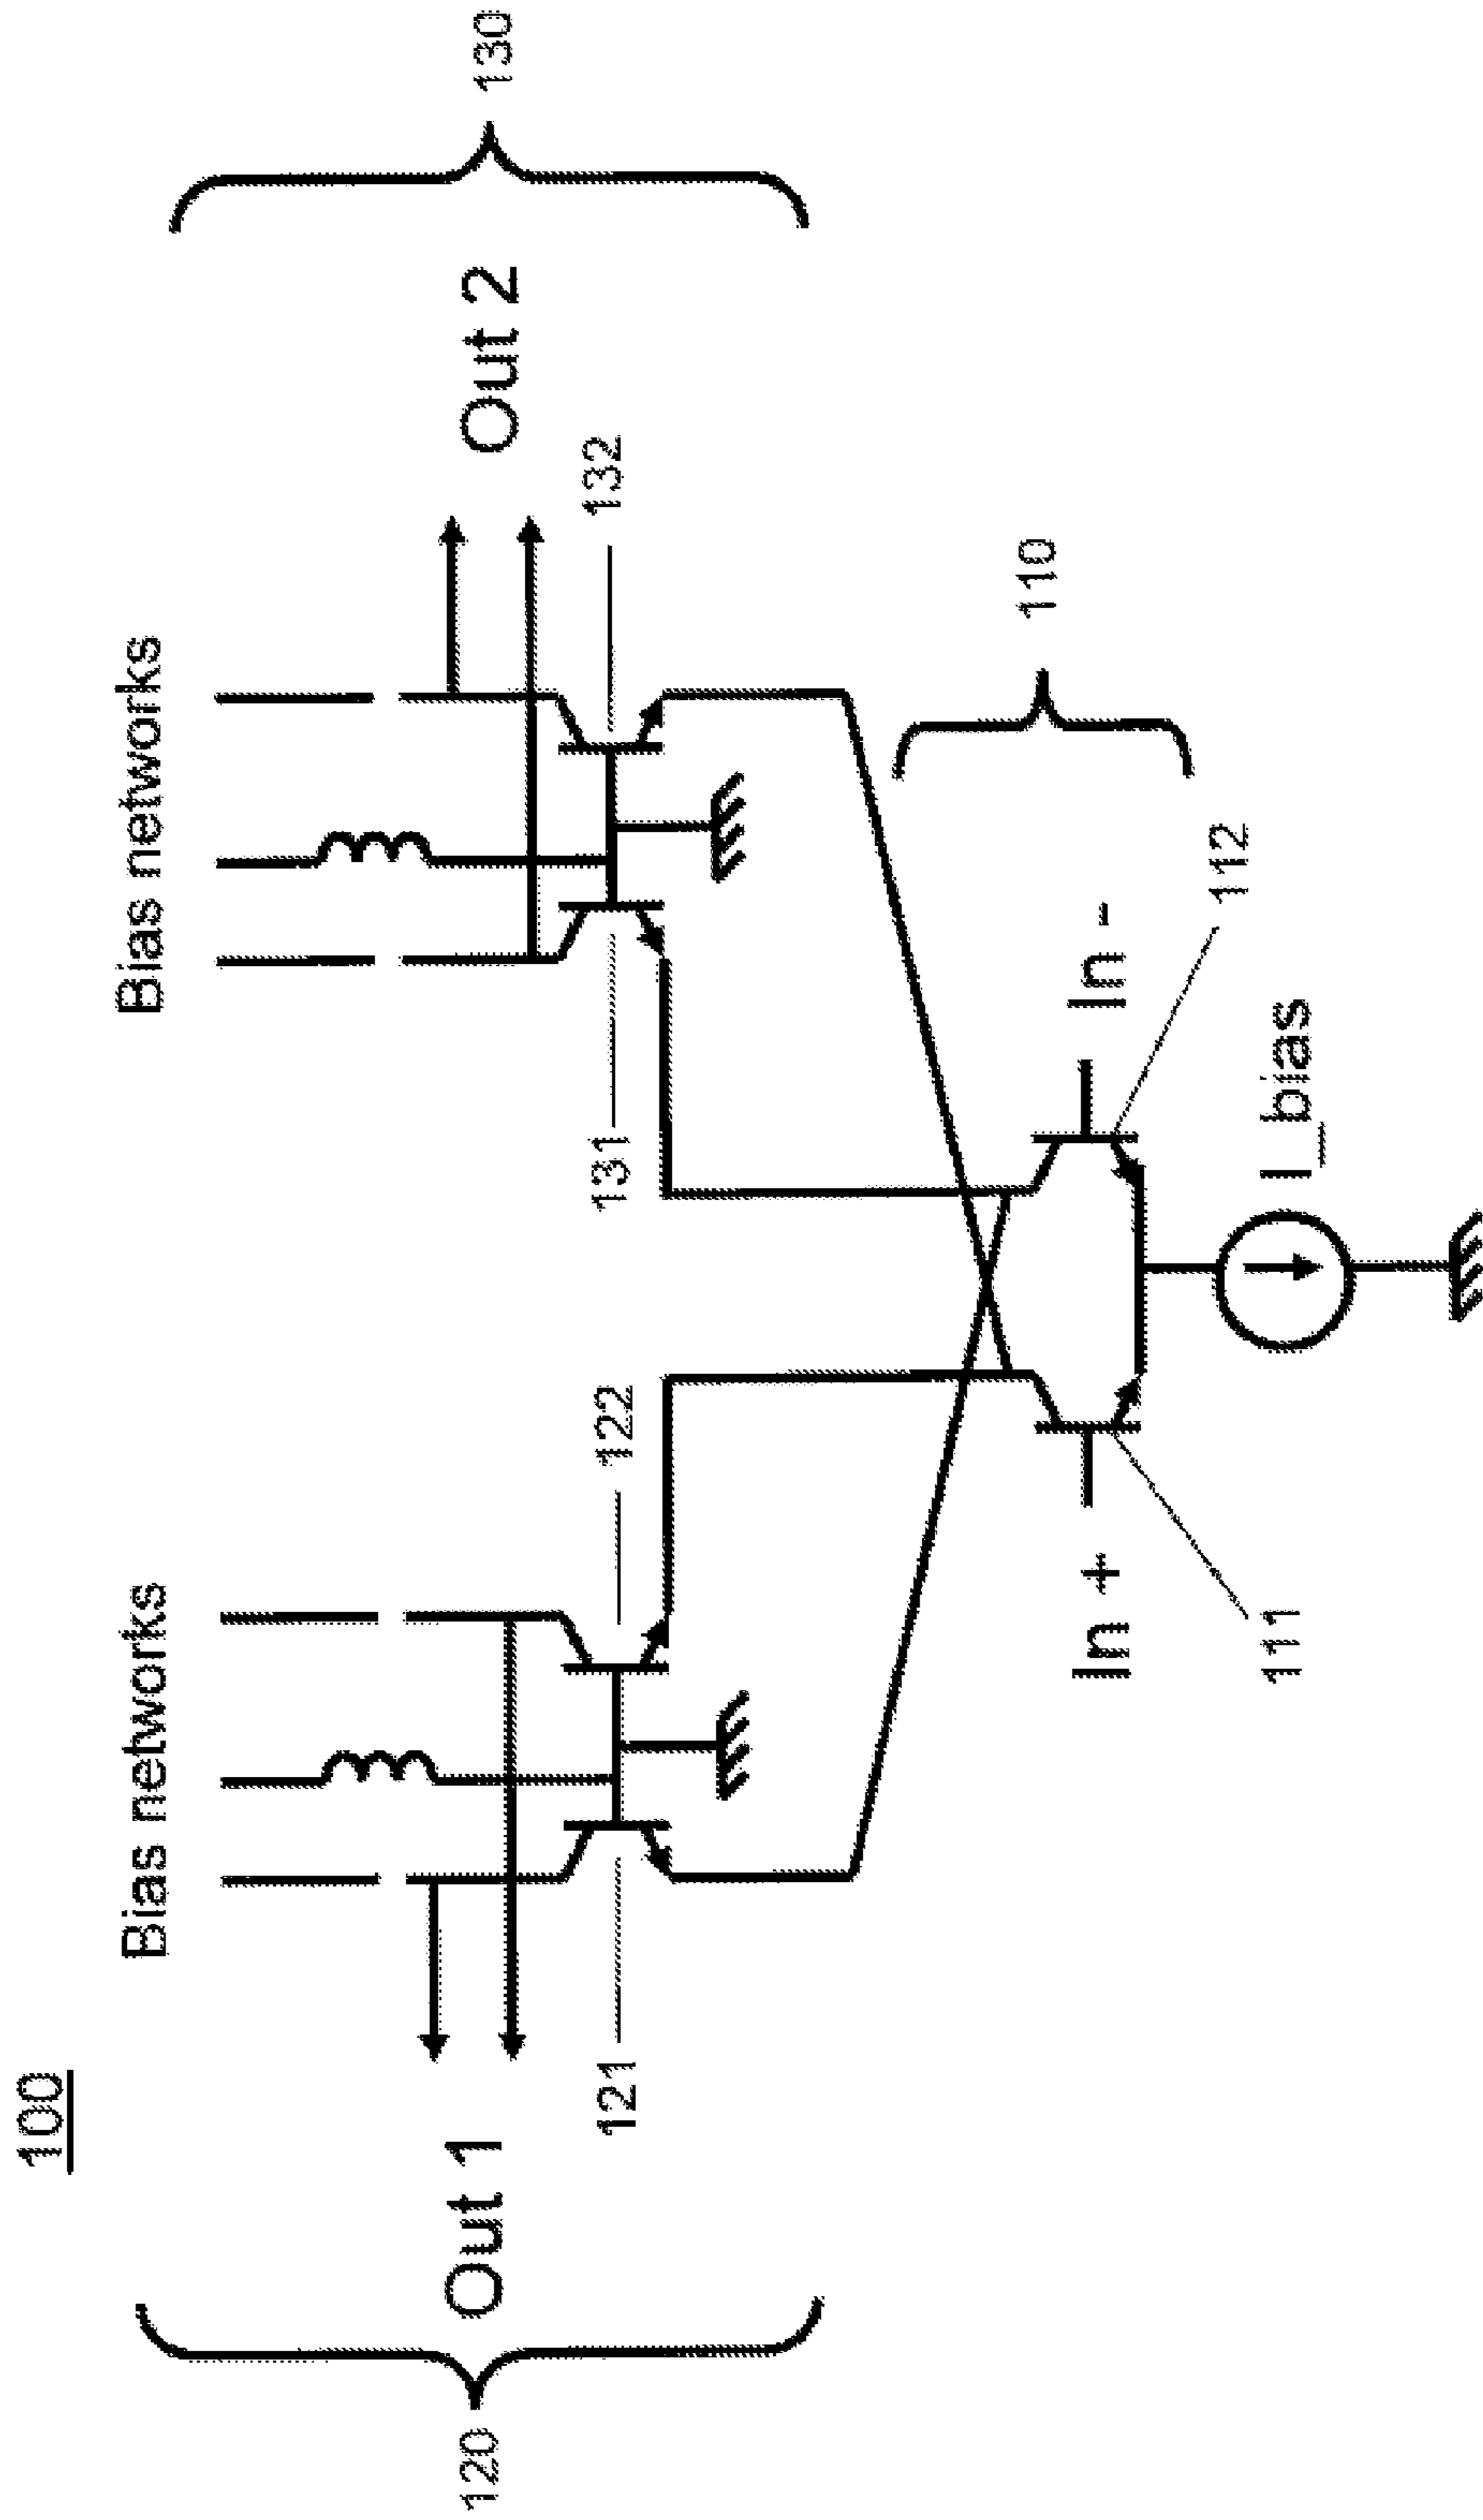 100
Bias networks
Bias networks
120
Out 1
Out 2
130
121
122
131
132
110
In +
In -
111
112
I_bias